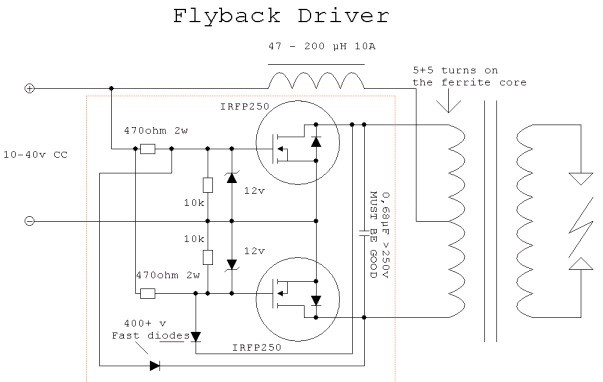 Flyback Driver
47 - 200 µH 10A
5+5 turns on
the ferrite core
+
IRFP250
470ohm 2w
10-40v CC
12v
10k
-
0,68µF >250v
MUST BE GOOD
10k
12v
470ohm 2w
400+ v
Fast diodes
IRFP250